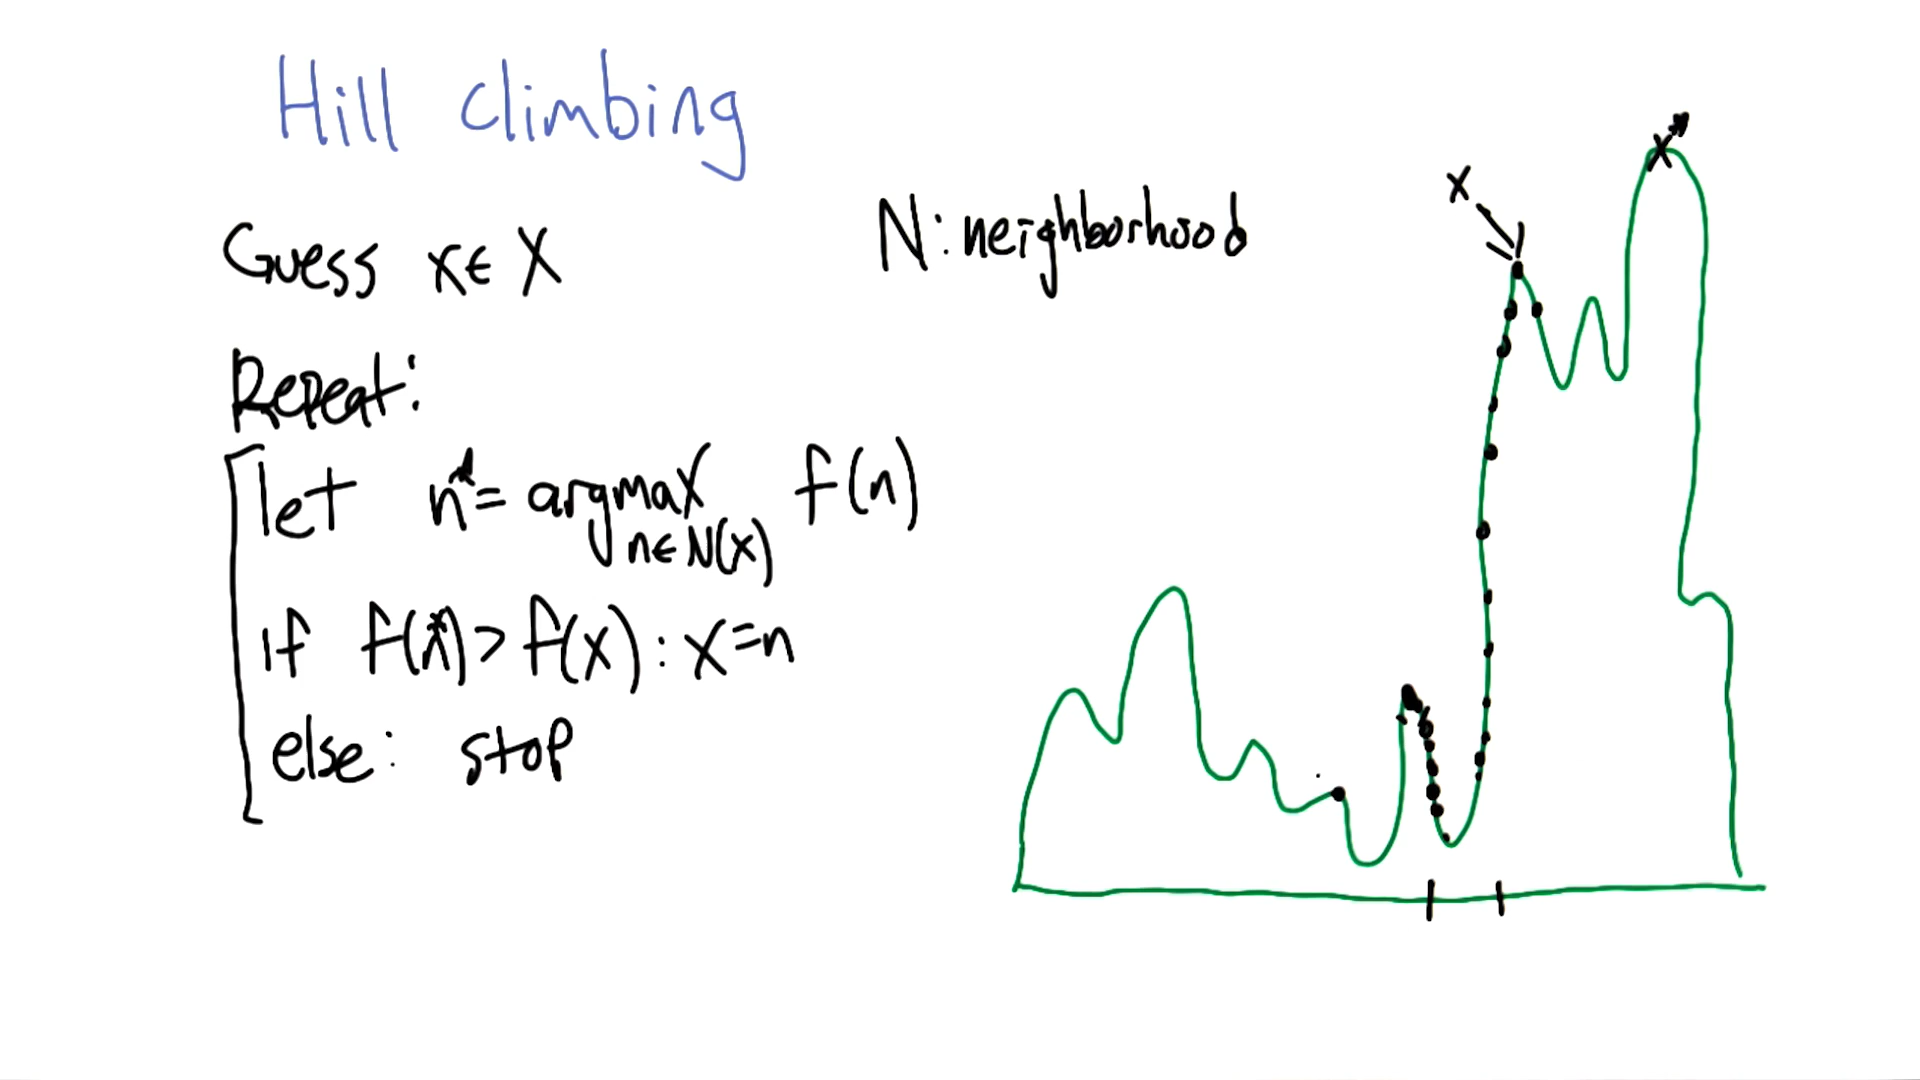 Hill climbing
Guess x ∈ X
N: neighborhood
Repeat:
let n* = argmax f(n)
n ∈ N(x)
if f(n*) > f(x): x = n
else: stop
x
x*